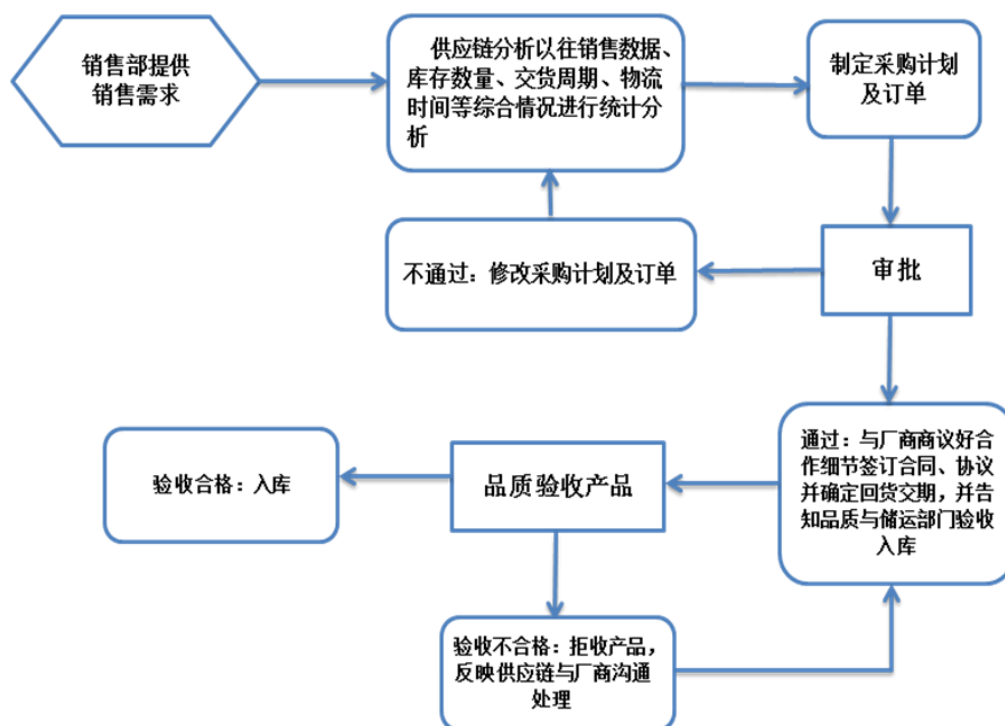 销售部提供
销售需求
供应链分析以往销售数据、
库存数量、交货周期、物流
时间等综合情况进行统计分
析
制定采购计划
及订单
不通过：修改采购计划及订单
审批
通过：与厂商商议好合
作细节签订合同、协议
并确定回货交期，并告
知品质与储运部门验收
入库
品质验收产品
验收合格：入库
验收不合格：拒收产品，
反映供应链与厂商沟通
处理